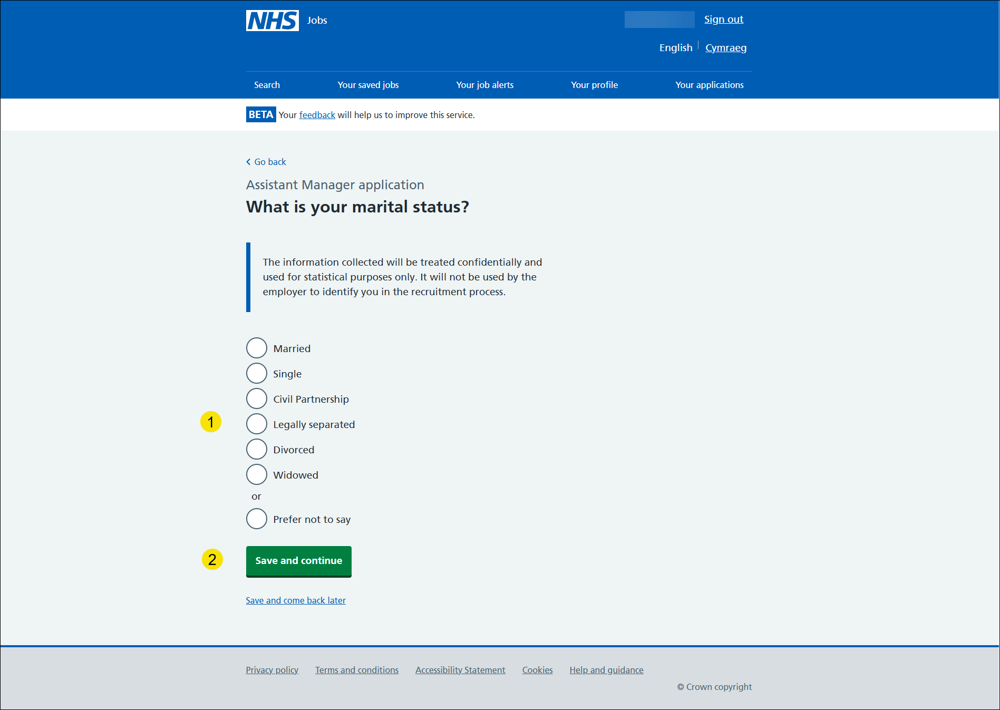 NHS Jobs
Sign out
English Cymraeg
Search Your saved jobs Your job alerts Your profile Your applications
BETA Your feedback will help us to improve this service.
Go back
Assistant Manager application
What is your marital status?
The information collected will be treated confidentially and
used for statistical purposes only. It will not be used by the
employer to identify you in the recruitment process.
Married
Single
Civil Partnership
1 Legally separated
Divorced
Widowed
or
Prefer not to say
2 Save and continue
Save and come back later
Privacy policy Terms and conditions Accessibility Statement Cookies Help and guidance
© Crown copyright